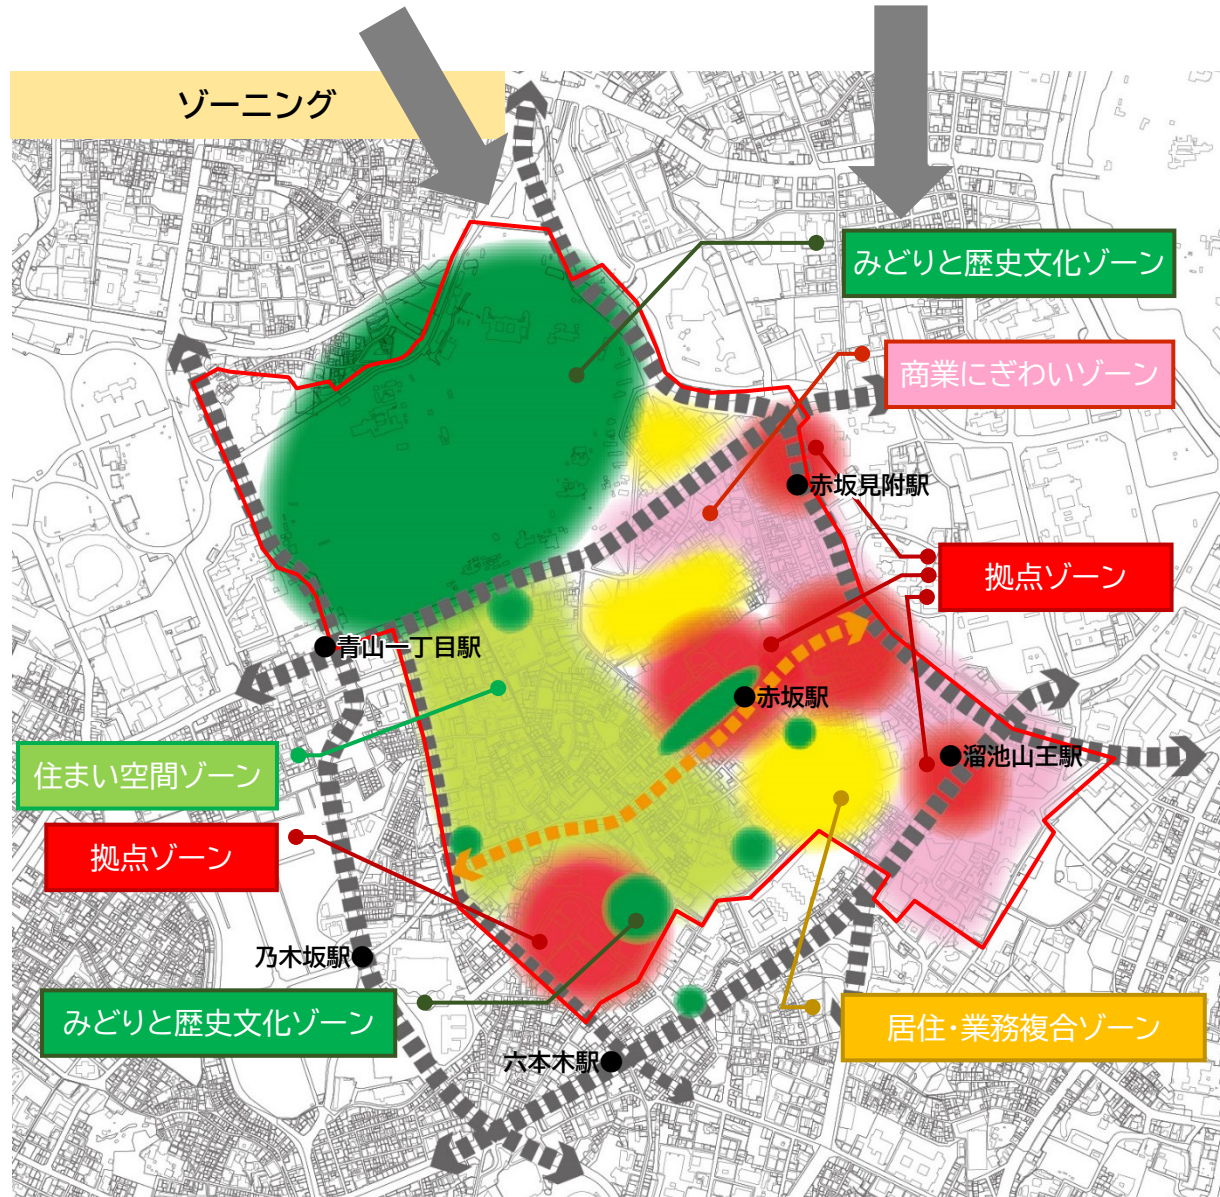 ゾーニング
みどりと歴史文化ゾーン
商業にぎわいゾーン
赤坂見附駅
拠点ゾーン
青山一丁目駅
赤坂駅
溜池山王駅
住まい空間ゾーン
拠点ゾーン
乃木坂駅
みどりと歴史文化ゾーン
居住・業務複合ゾーン
六本木駅